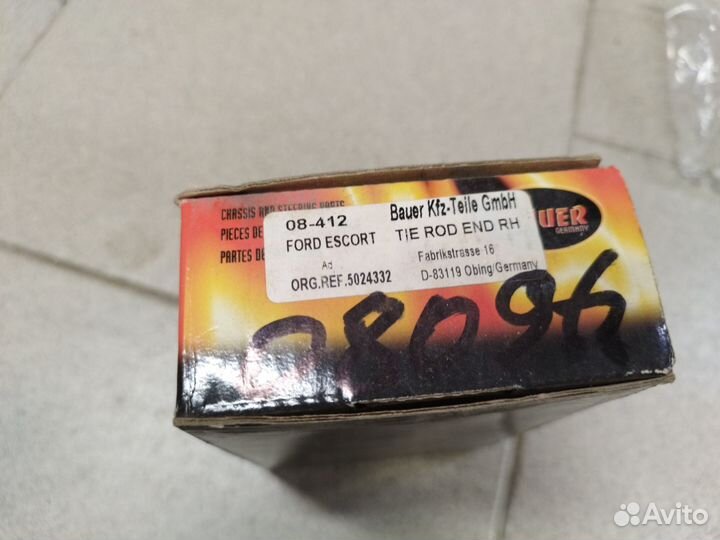 CHASSIS AND STEERING PARTS
PIECES DE
PARTES DE
08-412 Bauer Kfz-Teile GmbH
FORD ESCORT TIE ROD END RH
Ad Fabrikstrasse 16
ORG.REF.5024332 D-83119 Obing/Germany
UER
GERMANY
Avito